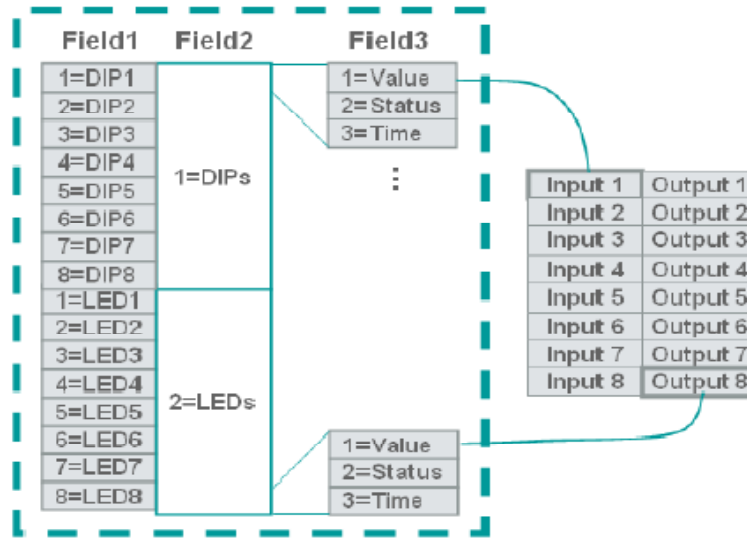 Field1 Field2 Field3
1=DIP1
2=DIP2
3=DIP3
4=DIP4
5=DIP5
6=DIP6
7=DIP7
8=DIP8
1=LED1
2=LED2
3=LED3
4=LED4
5=LED5
6=LED6
7=LED7
8=LED8
1=DIPs
2=LEDs
1=Value
2=Status
3=Time
⋮
1=Value
2=Status
3=Time
Input 1 Output 1
Input 2 Output 2
Input 3 Output 3
Input 4 Output 4
Input 5 Output 5
Input 6 Output 6
Input 7 Output 7
Input 8 Output 8